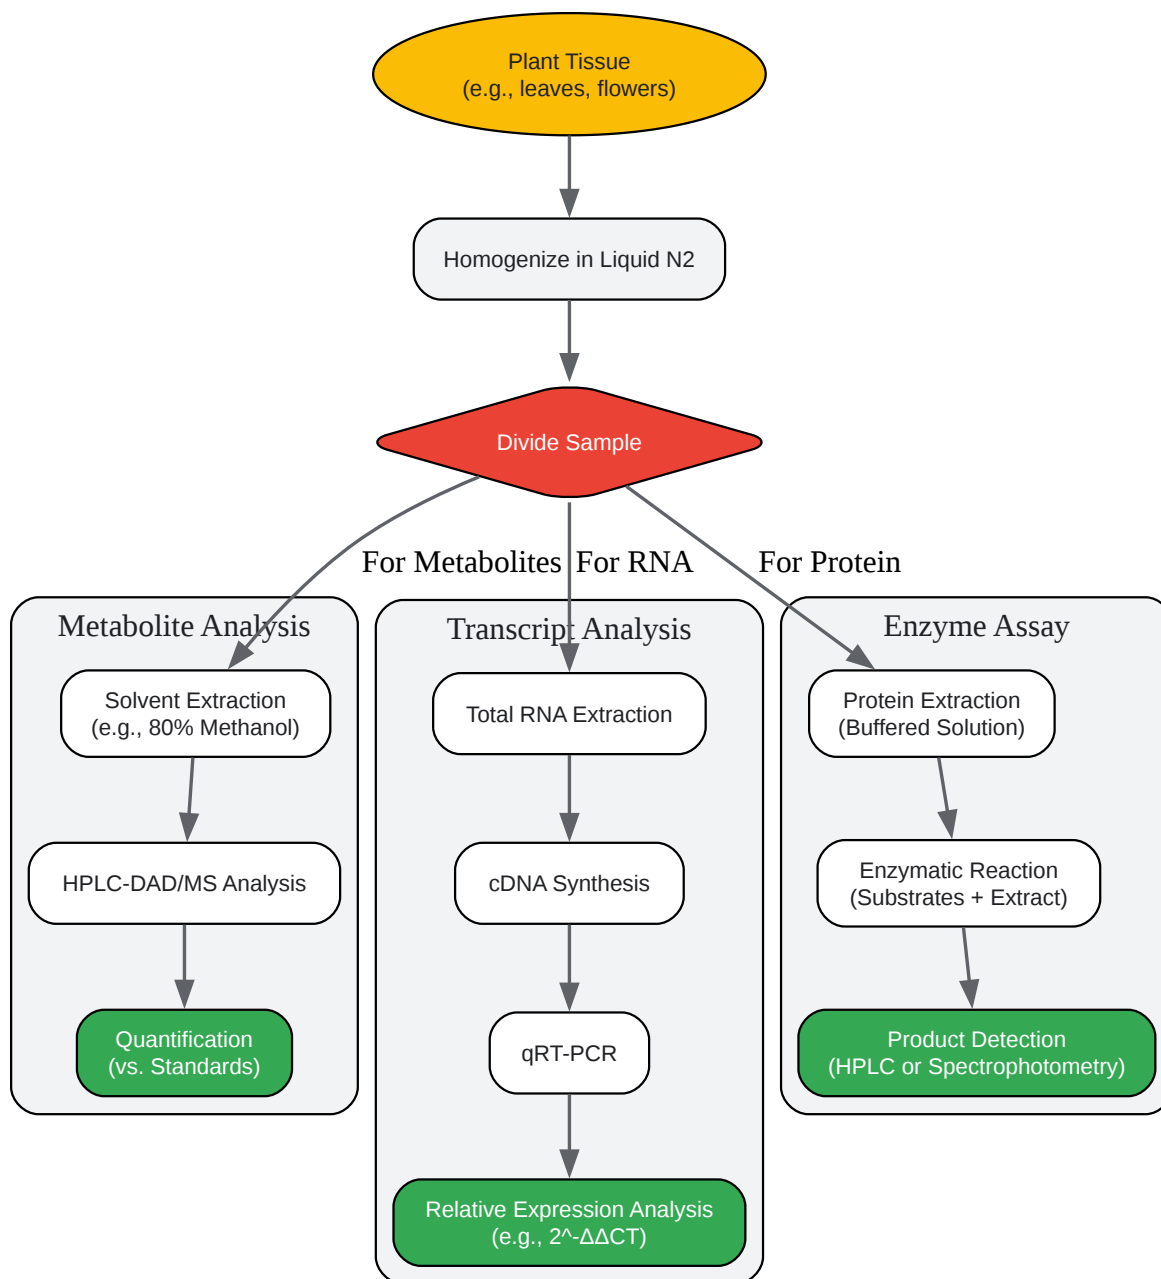 Plant Tissue
(e.g., leaves, flowers)
Homogenize in Liquid N2
Divide Sample
For Metabolites
For RNA
For Protein
Metabolite Analysis
Solvent Extraction
(e.g., 80% Methanol)
HPLC-DAD/MS Analysis
Quantification
(vs. Standards)
Transcript Analysis
Total RNA Extraction
cDNA Synthesis
qRT-PCR
Relative Expression Analysis
(e.g., 2^-ΔΔCT)
Enzyme Assay
Protein Extraction
(Buffered Solution)
Enzymatic Reaction
(Substrates + Extract)
Product Detection
(HPLC or Spectrophotometry)